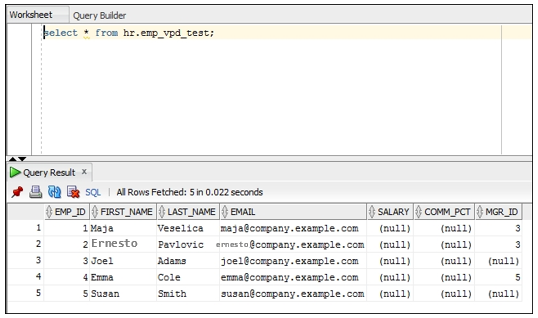 Worksheet Query Builder
select * from hr.emp_vpd_test;
Query Result x
SQL | All Rows Fetched: 5 in 0.022 seconds
EMP_ID FIRST_NAME LAST_NAME EMAIL SALARY COMM_PCT MGR_ID
1 1 Maja Veselica maja@company.example.com (null) (null) 3
2 2 Ernesto Pavlovic ernesto@company.example.com (null) (null) 3
3 3 Joel Adams joel@company.example.com (null) (null) (null)
4 4 Emma Cole emma@company.example.com (null) (null) 5
5 5 Susan Smith susan@company.example.com (null) (null) (null)